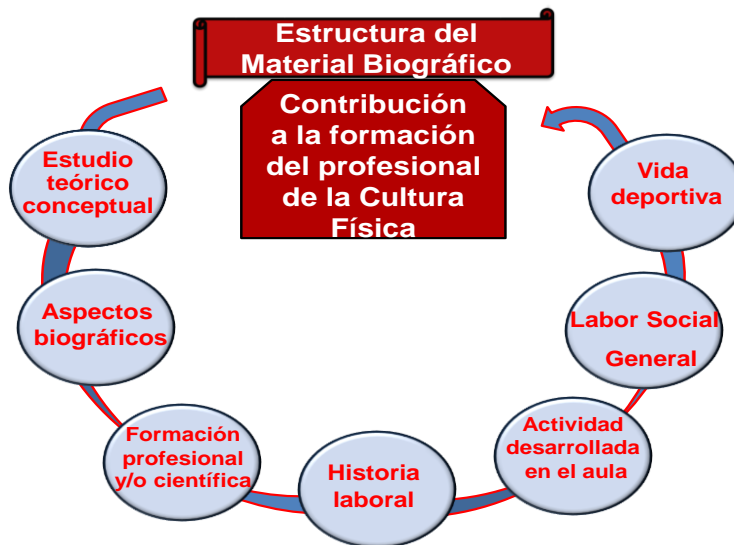 Estructura del
Material Biográfico
Contribución
a la formación
del profesional
de la Cultura
Física
Estudio
teórico
conceptual
Aspectos
biográficos
Formación
profesional
y/o científica
Historia
laboral
Actividad
desarrollada
en el aula
Labor Social
General
Vida
deportiva